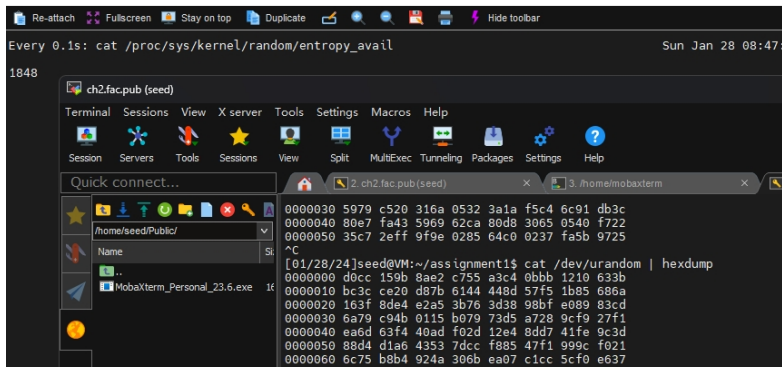 Re-attach Fullscreen Stay on top Duplicate Hide toolbar
Every 0.1s: cat /proc/sys/kernel/random/entropy_avail Sun Jan 28 08:47:
1848
ch2.fac.pub (seed)
Terminal Sessions View X server Tools Settings Macros Help
Session Servers Tools Sessions View Split MultiExec Tunneling Packages Settings Help
Quick connect... 2. ch2.fac.pub (seed) 3. /home/mobaxterm
/home/seed/Public/
Name Si
..
MobaXterm_Personal_23.6.exe 16
0000030 5979 c520 316a 0532 3a1a f5c4 6c91 db3c
0000040 80e7 fa43 5969 62ca 80d8 3065 0540 f722
0000050 35c7 2eff 9f9e 0285 64c0 0237 fa5b 9725
^C
[01/28/24]seed@VM:~/assignment1$ cat /dev/urandom | hexdump
0000000 d0cc 159b 8ae2 c755 a3c4 0bbb 1210 633b
0000010 bc3c ce20 d87b 6144 448d 57f5 1b85 686a
0000020 163f 8de4 e2a5 3b76 3d38 98bf e089 83cd
0000030 6a79 c94b 0115 b079 73d5 a728 9cf9 27f1
0000040 ea6d 63f4 40ad f02d 12e4 8dd7 41fe 9c3d
0000050 88d4 d1a6 4353 7dcc f885 47f1 999c f021
0000060 6c75 b8b4 924a 306b ea07 c1cc 5cf0 e637